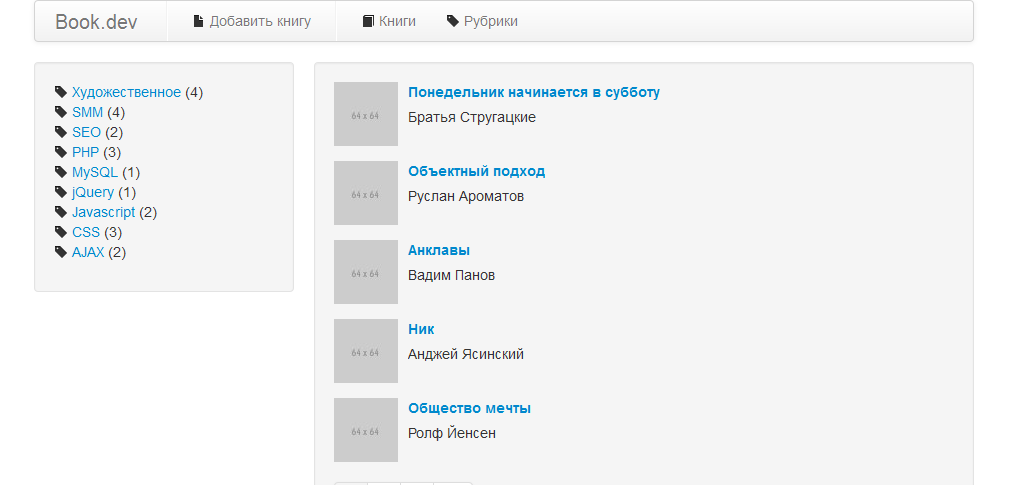 Book.dev Добавить книгу Книги Рубрики
Художественное (4)
SMM (4)
SEO (2)
PHP (3)
MySQL (1)
jQuery (1)
Javascript (2)
CSS (3)
AJAX (2)
64 x 64
Понедельник начинается в субботу
Братья Стругацкие
64 x 64
Объектный подход
Руслан Ароматов
64 x 64
Анклавы
Вадим Панов
64 x 64
Ник
Анджей Ясинский
64 x 64
Общество мечты
Ролф Йенсен